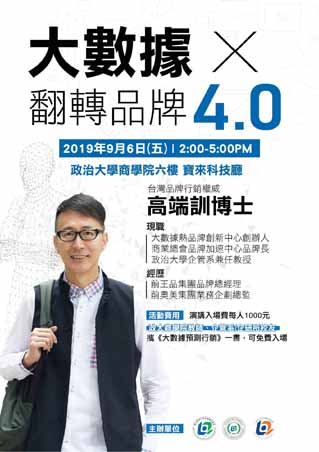 大數據 ×
翻轉品牌4.0
2019年9月6日(五) | 2:00-5:00PM
政治大學商學院六樓 寶來科技廳
台灣品牌行銷權威
高端訓博士
現職
大數據熱品牌創新中心創辦人
商業總會品牌加速中心品牌長
政治大學企管系兼任教授
經歷
前王品集團品牌總經理
前奧美集團業務企劃總監
活動費用 演講入場費每人1000元
攜《大數據預測行銷》一書,可免費入場
主辦單位